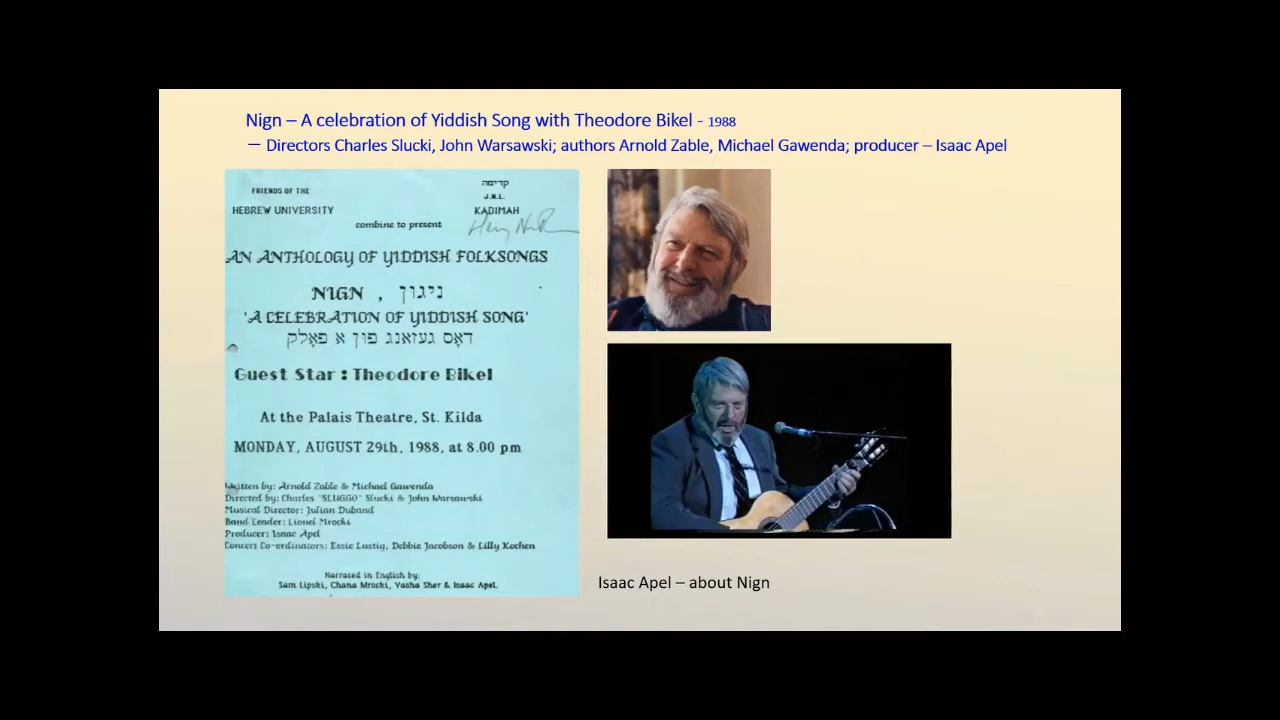 Nign – A celebration of Yiddish Song with Theodore Bikel - 1988
— Directors Charles Slucki, John Warsawski; authors Arnold Zable, Michael Gawenda; producer – Isaac Apel
FRIENDS OF THE
HEBREW UNIVERSITY
קדימה
J.N.L.
KADIMAH
combine to present
AN ANTHOLOGY OF YIDDISH FOLKSONGS
NIGN , ניגון
'A CELEBRATION OF YIDDISH SONG'
דאָס געזאנג פון א פאָלק
Guest Star : Theodore Bikel
At the Palais Theatre, St. Kilda
MONDAY, AUGUST 29th, 1988, at 8.00 pm
Written by: Arnold Zable & Michael Gawenda
Directed by: Charles "SLUGGO" Slucki & John Warsawski
Musical Director: Julian Duband
Band Leader: Lionel Mrocki
Producer: Isaac Apel
Concert Co-ordinators: Essie Lustig, Debbie Jacobson & Lilly Kochen
Narrated in English by:
Sam Lipski, Chana Mrocki, Yasha Sher & Isaac Apel.
Isaac Apel – about Nign